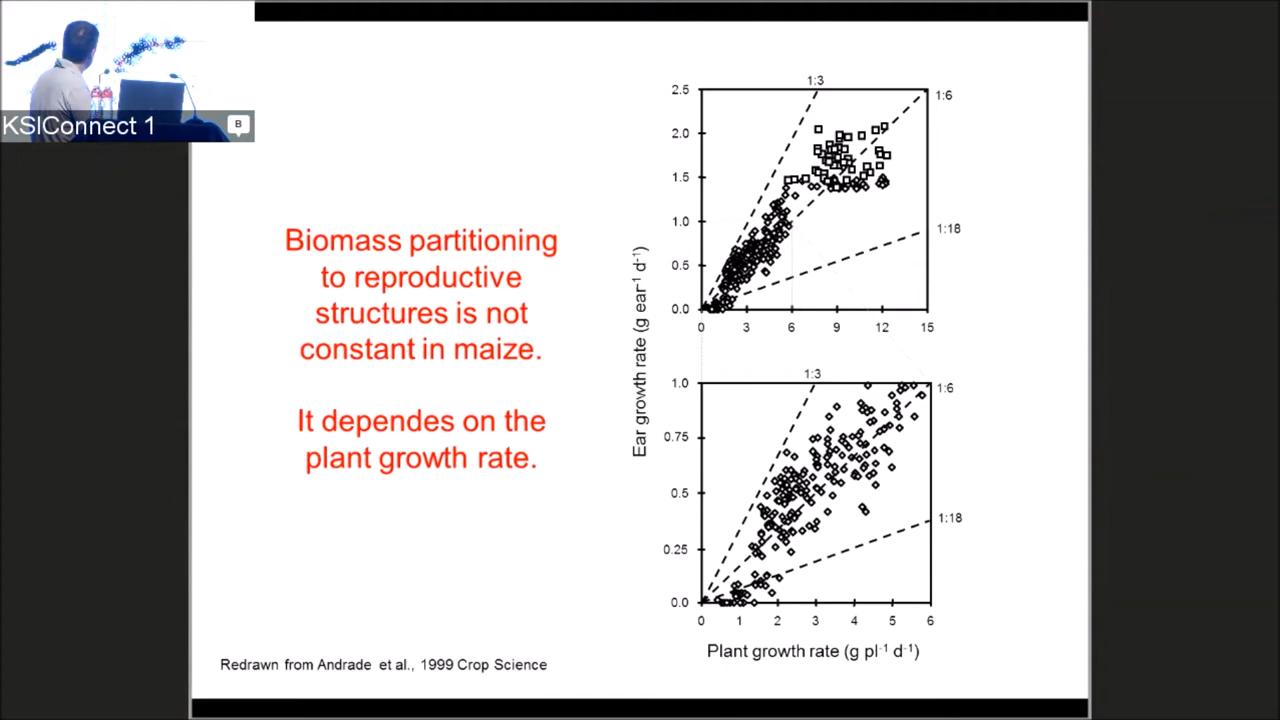 KSIConnect 1
B
Biomass partitioning
to reproductive
structures is not
constant in maize.
It dependes on the
plant growth rate.
Redrawn from Andrade et al., 1999 Crop Science
Ear growth rate (g ear-1 d-1)
1:3
1:6
1:18
2.5
2.0
1.5
1.0
0.5
0.0
0 3 6 9 12 15
1:3
1:6
1:18
1.0
0.75
0.5
0.25
0.0
0 1 2 3 4 5 6
Plant growth rate (g pl-1 d-1)